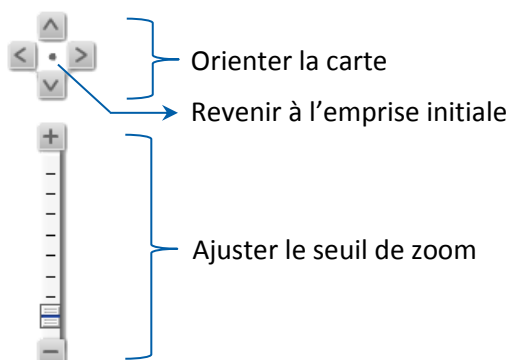 Orienter la carte
Revenir à l’emprise initiale
Ajuster le seuil de zoom